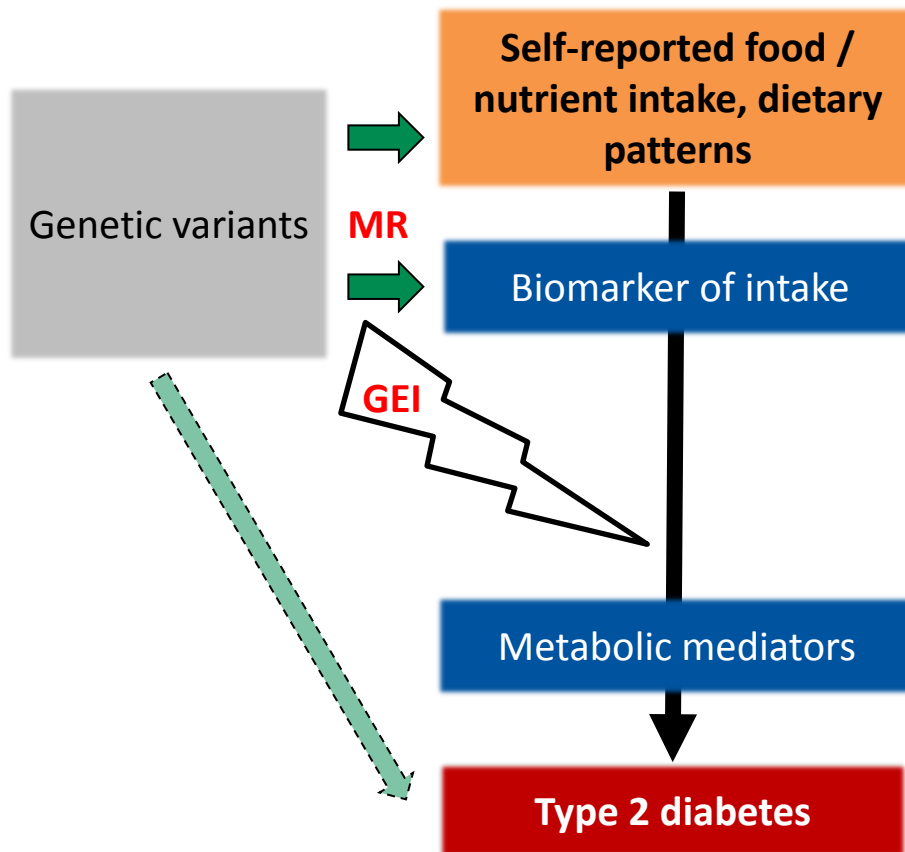 Self-reported food /
nutrient intake, dietary
patterns
Genetic variants
MR
Biomarker of intake
GEI
Metabolic mediators
Type 2 diabetes